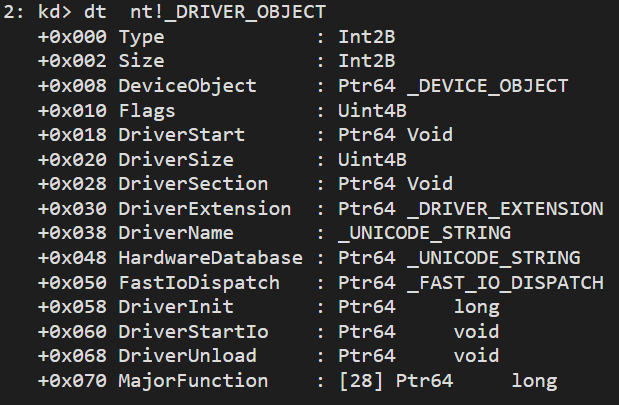 2: kd> dt  nt!_DRIVER_OBJECT
   +0x000 Type             : Int2B
   +0x002 Size             : Int2B
   +0x008 DeviceObject     : Ptr64 _DEVICE_OBJECT
   +0x010 Flags            : Uint4B
   +0x018 DriverStart      : Ptr64 Void
   +0x020 DriverSize       : Uint4B
   +0x028 DriverSection    : Ptr64 Void
   +0x030 DriverExtension  : Ptr64 _DRIVER_EXTENSION
   +0x038 DriverName       : _UNICODE_STRING
   +0x048 HardwareDatabase : Ptr64 _UNICODE_STRING
   +0x050 FastIoDispatch   : Ptr64 _FAST_IO_DISPATCH
   +0x058 DriverInit       : Ptr64     long
   +0x060 DriverStartIo    : Ptr64     void
   +0x068 DriverUnload     : Ptr64     void
   +0x070 MajorFunction    : [28] Ptr64     long